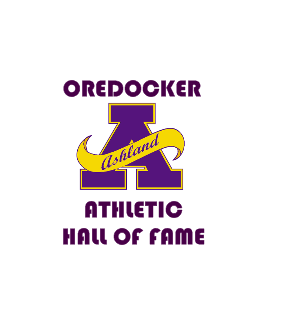 OREDOCKER
A
Ashland
ATHLETIC
HALL OF FAME